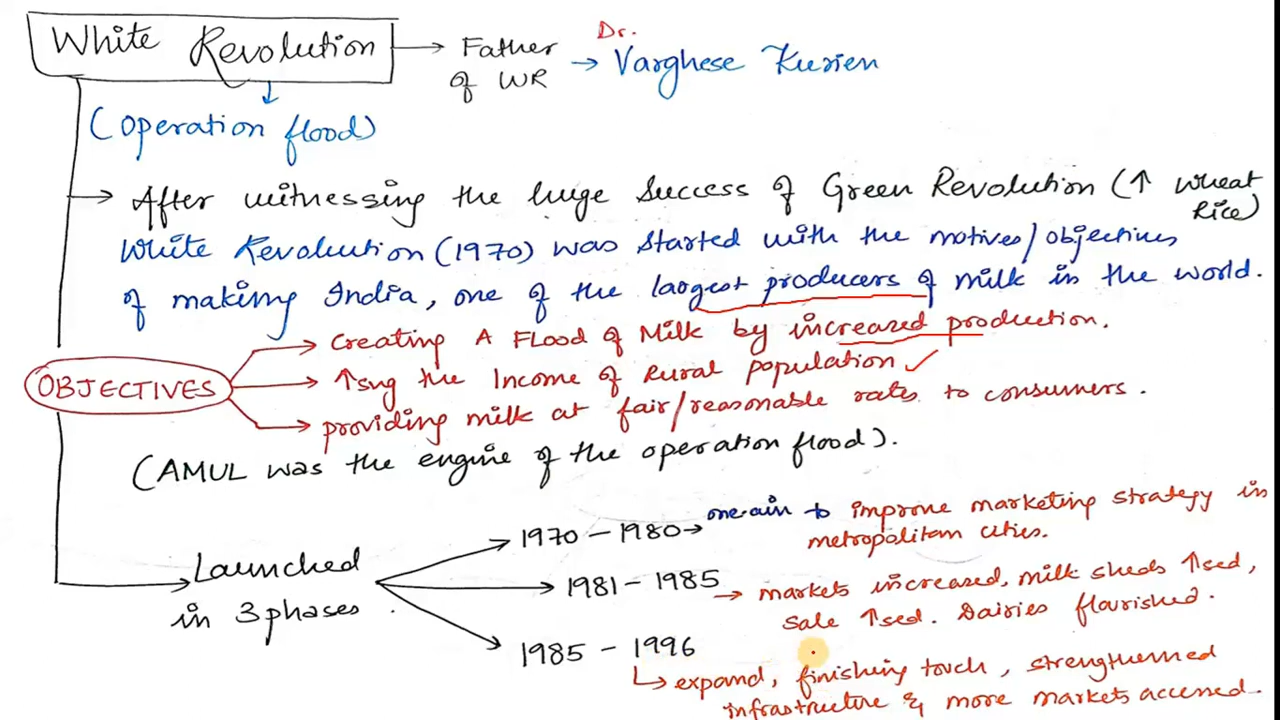 White Revolution → Father of WR → Dr. Varghese Kurien
(Operation flood)
→ After witnessing the huge success of Green Revolution (↑ wheat
Rice)
White Revolution (1970) was started with the motives/objectives
of making India, one of the largest producers of milk in the world.
OBJECTIVES
→ creating A Flood of Milk by increased production.
→ ↑sng the Income of Rural population ✓
→ providing milk at fair/reasonable rates to consumers.
(AMUL was the engine of the operation flood).
→ Launched
in 3 phases.
1970 – 1980 → one aim to improve marketing strategy in
metropolitan cities.
1981 – 1985 → markets increased, milk sheds ↑sed,
sale ↑sed. Dairies flourished.
1985 – 1996
↳ expand, finishing touch, strengthened
infrastructure & more markets accessed.